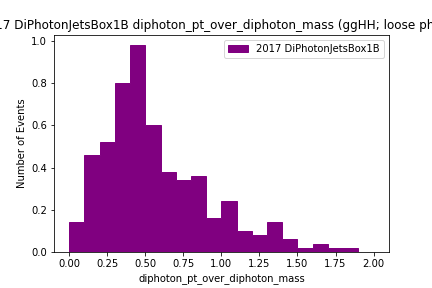 17 DiPhotonJetsBox1B diphoton_pt_over_diphoton_mass (ggHH; loose ph
2017 DiPhotonJetsBox1B
Number of Events
1.0
0.8
0.6
0.4
0.2
0.0
0.00 0.25 0.50 0.75 1.00 1.25 1.50 1.75 2.00
diphoton_pt_over_diphoton_mass